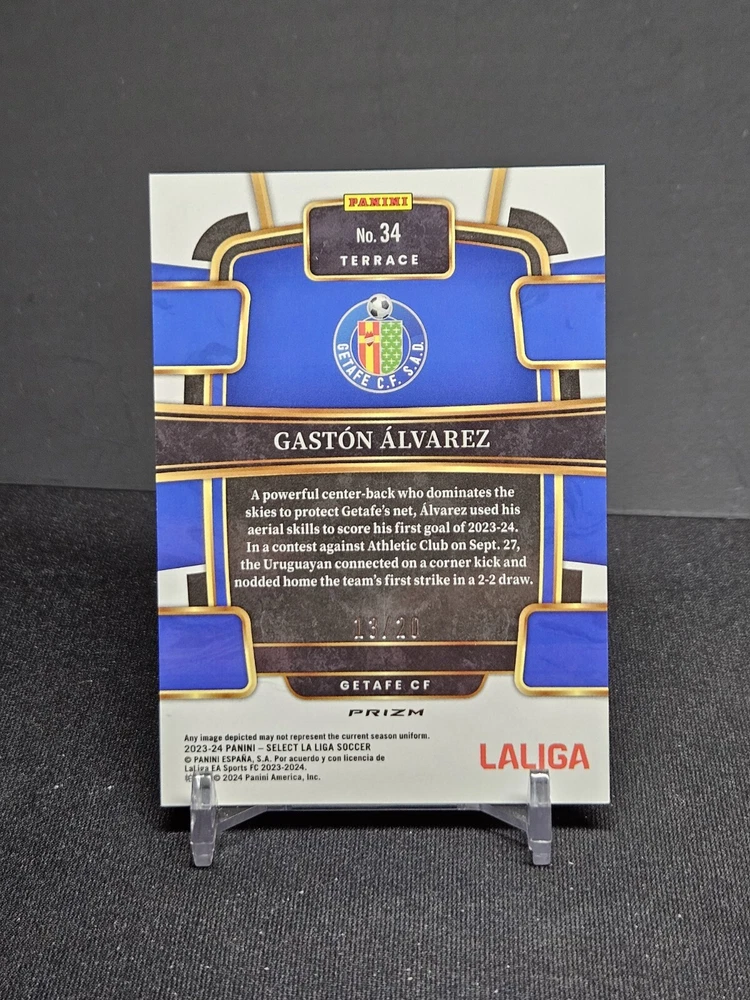 PANINI
No. 34
TERRACE
GETAFE C.F. S.A.D.
GASTÓN ÁLVAREZ
A powerful center-back who dominates the
skies to protect Getafe's net, Álvarez used his
aerial skills to score his first goal of 2023-24.
In a contest against Athletic Club on Sept. 27,
the Uruguayan connected on a corner kick and
nodded home the team's first strike in a 2-2 draw.
13/20
GETAFE CF
PRIZM
Any image depicted may not represent the current season uniform.
2023-24 PANINI – SELECT LA LIGA SOCCER
© PANINI ESPAÑA, S.A. Por acuerdo y con licencia de
LaLiga EA Sports FC 2023-2024.
© 2024 Panini America, Inc.
LALIGA